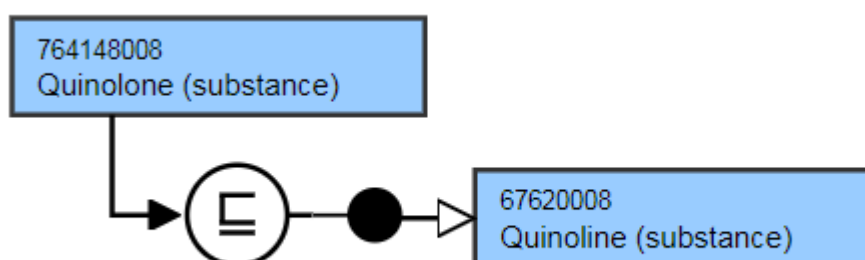 764148008
Quinolone (substance)
⊑
67620008
Quinoline (substance)